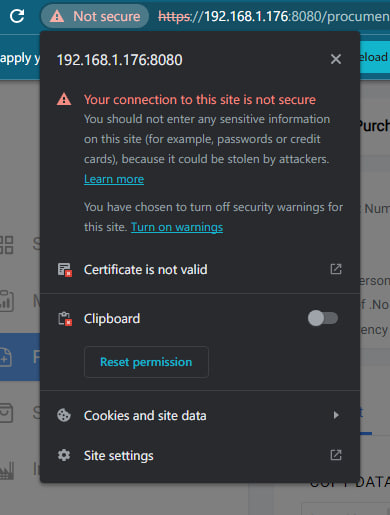 Not secure
https://192.168.1.176:8080/procumen
apply y
eload
192.168.1.176:8080
Your connection to this site is not secure
You should not enter any sensitive information
on this site (for example, passwords or credit
cards), because it could be stolen by attackers.
Learn more
You have chosen to turn off security warnings for
this site. Turn on warnings
Certificate is not valid
Clipboard
Reset permission
Cookies and site data
Site settings
Purch
Num
erson
f .No
ency
S
M
P
S
In
t